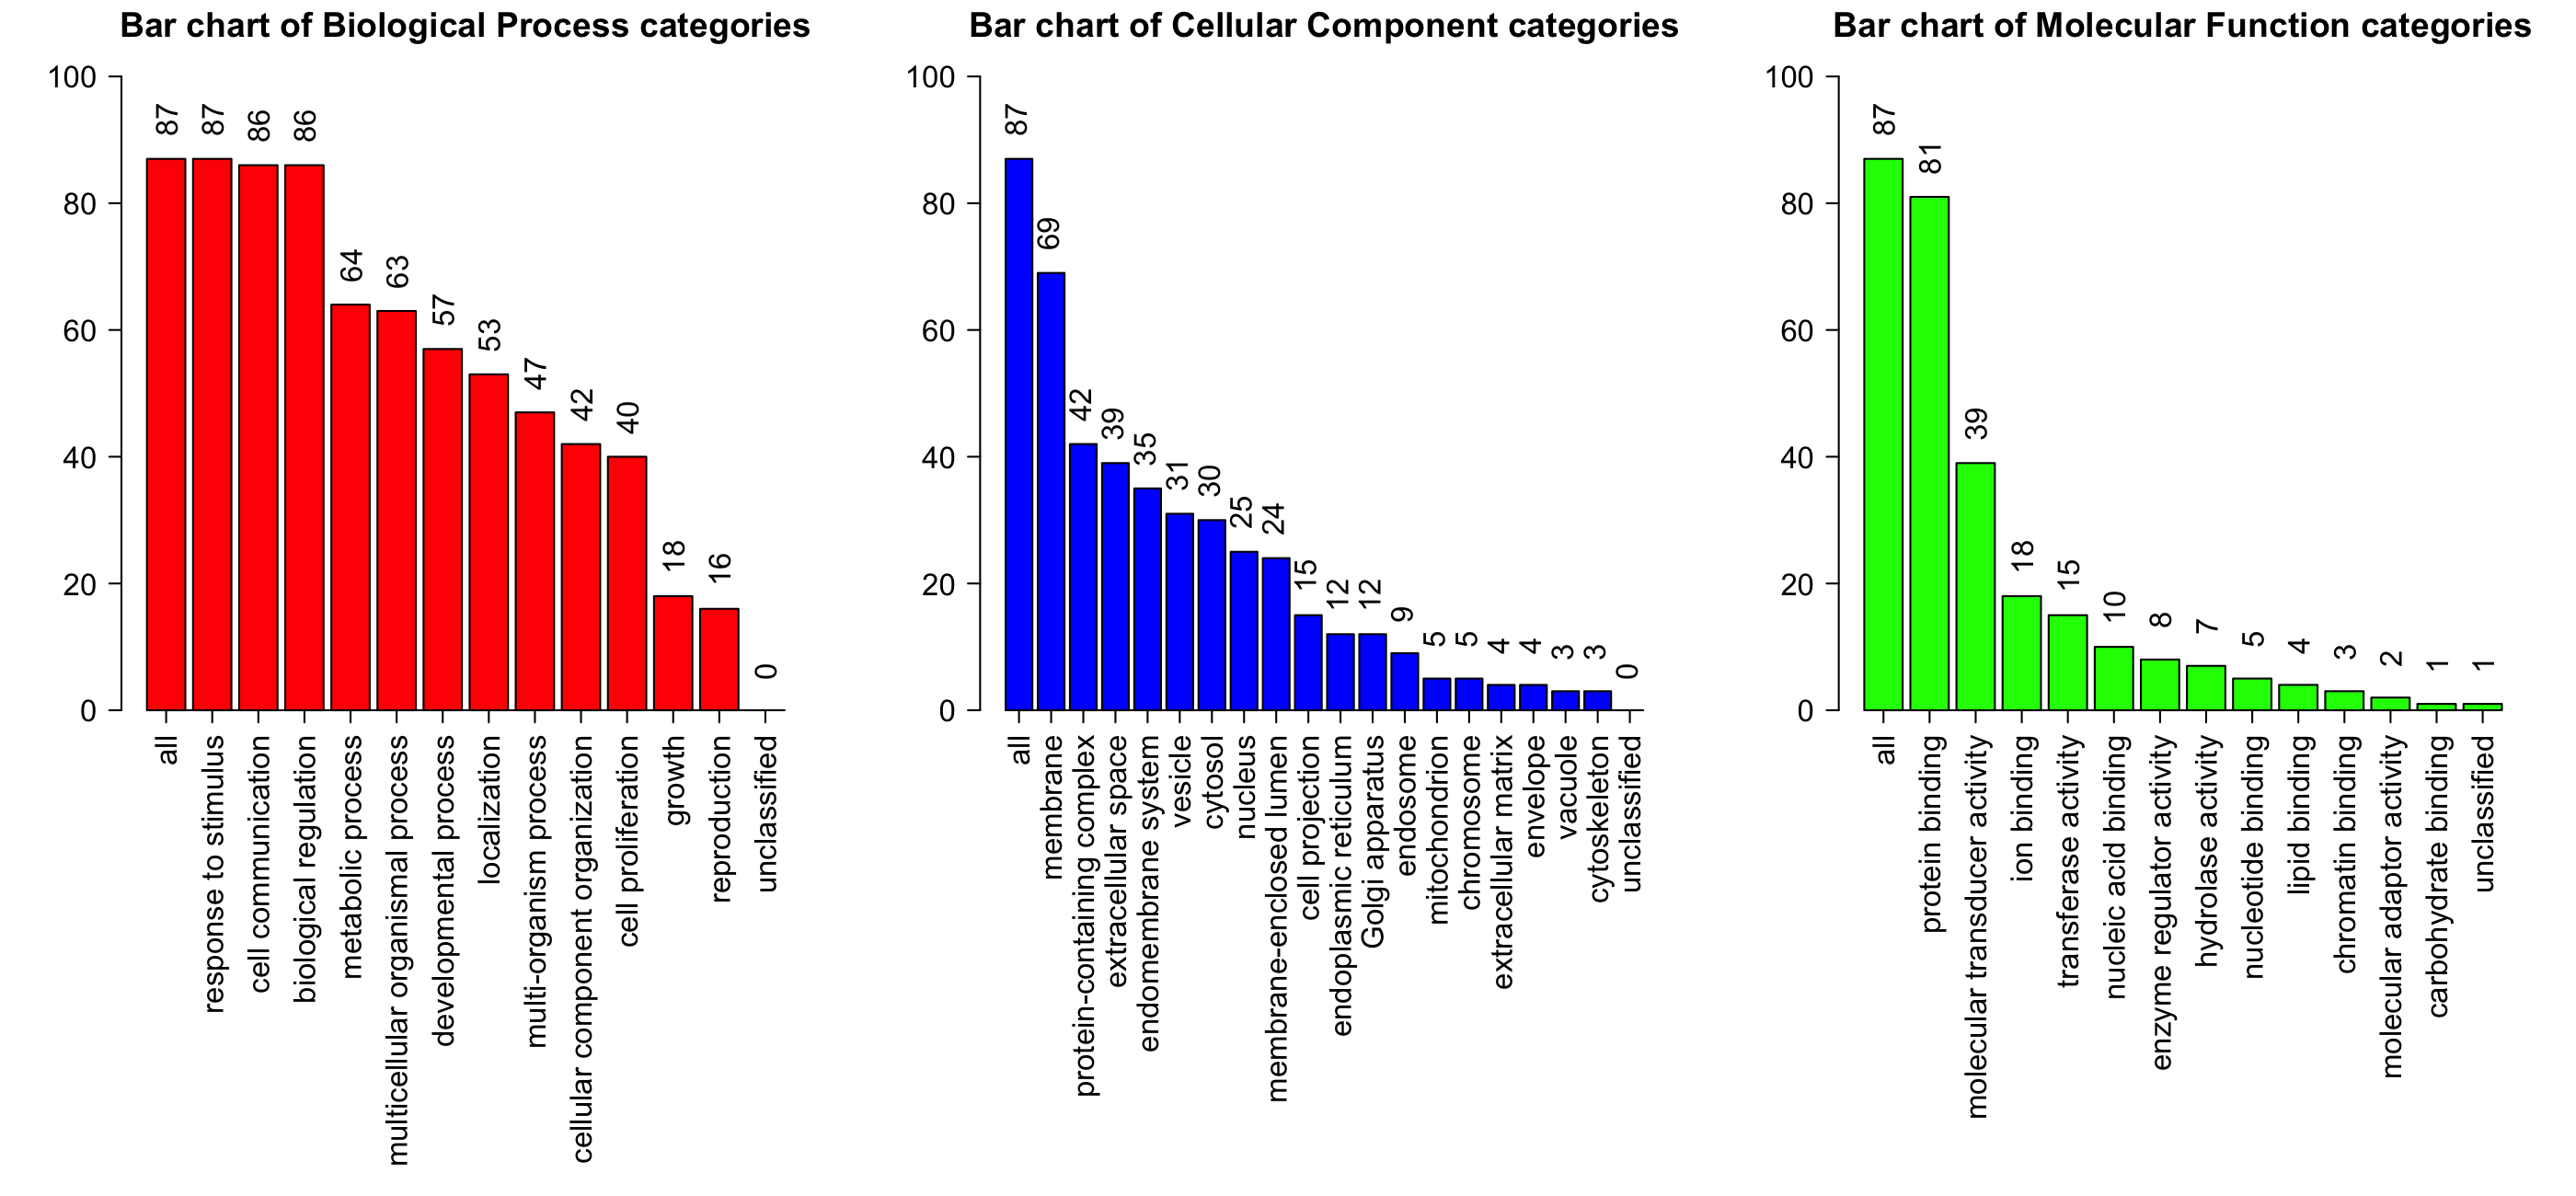 Bar chart of Biological Process categories
100
80
60
40
20
0
87
87
86
86
64
63
57
53
47
42
40
18
16
0
all
response to stimulus
cell communication
biological regulation
metabolic process
multicellular organismal process
developmental process
localization
multi-organism process
cellular component organization
cell proliferation
growth
reproduction
unclassified
Bar chart of Cellular Component categories
100
80
60
40
20
0
87
69
42
39
35
31
30
25
24
15
12
12
9
5
5
4
4
3
3
0
all
membrane
protein-containing complex
extracellular space
endomembrane system
vesicle
cytosol
nucleus
membrane-enclosed lumen
cell projection
endoplasmic reticulum
Golgi apparatus
endosome
mitochondrion
chromosome
extracellular matrix
envelope
vacuole
cytoskeleton
unclassified
Bar chart of Molecular Function categories
100
80
60
40
20
0
87
81
39
18
15
10
8
7
5
4
3
2
1
1
all
protein binding
molecular transducer activity
ion binding
transferase activity
nucleic acid binding
enzyme regulator activity
hydrolase activity
nucleotide binding
lipid binding
chromatin binding
molecular adaptor activity
carbohydrate binding
unclassified